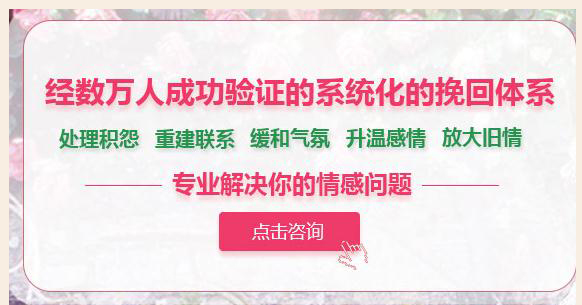 经数万人成功验证的系统化的挽回体系
处理积怨 重建联系 缓和气氛 升温感情 放大旧情
专业解决你的情感问题
点击咨询